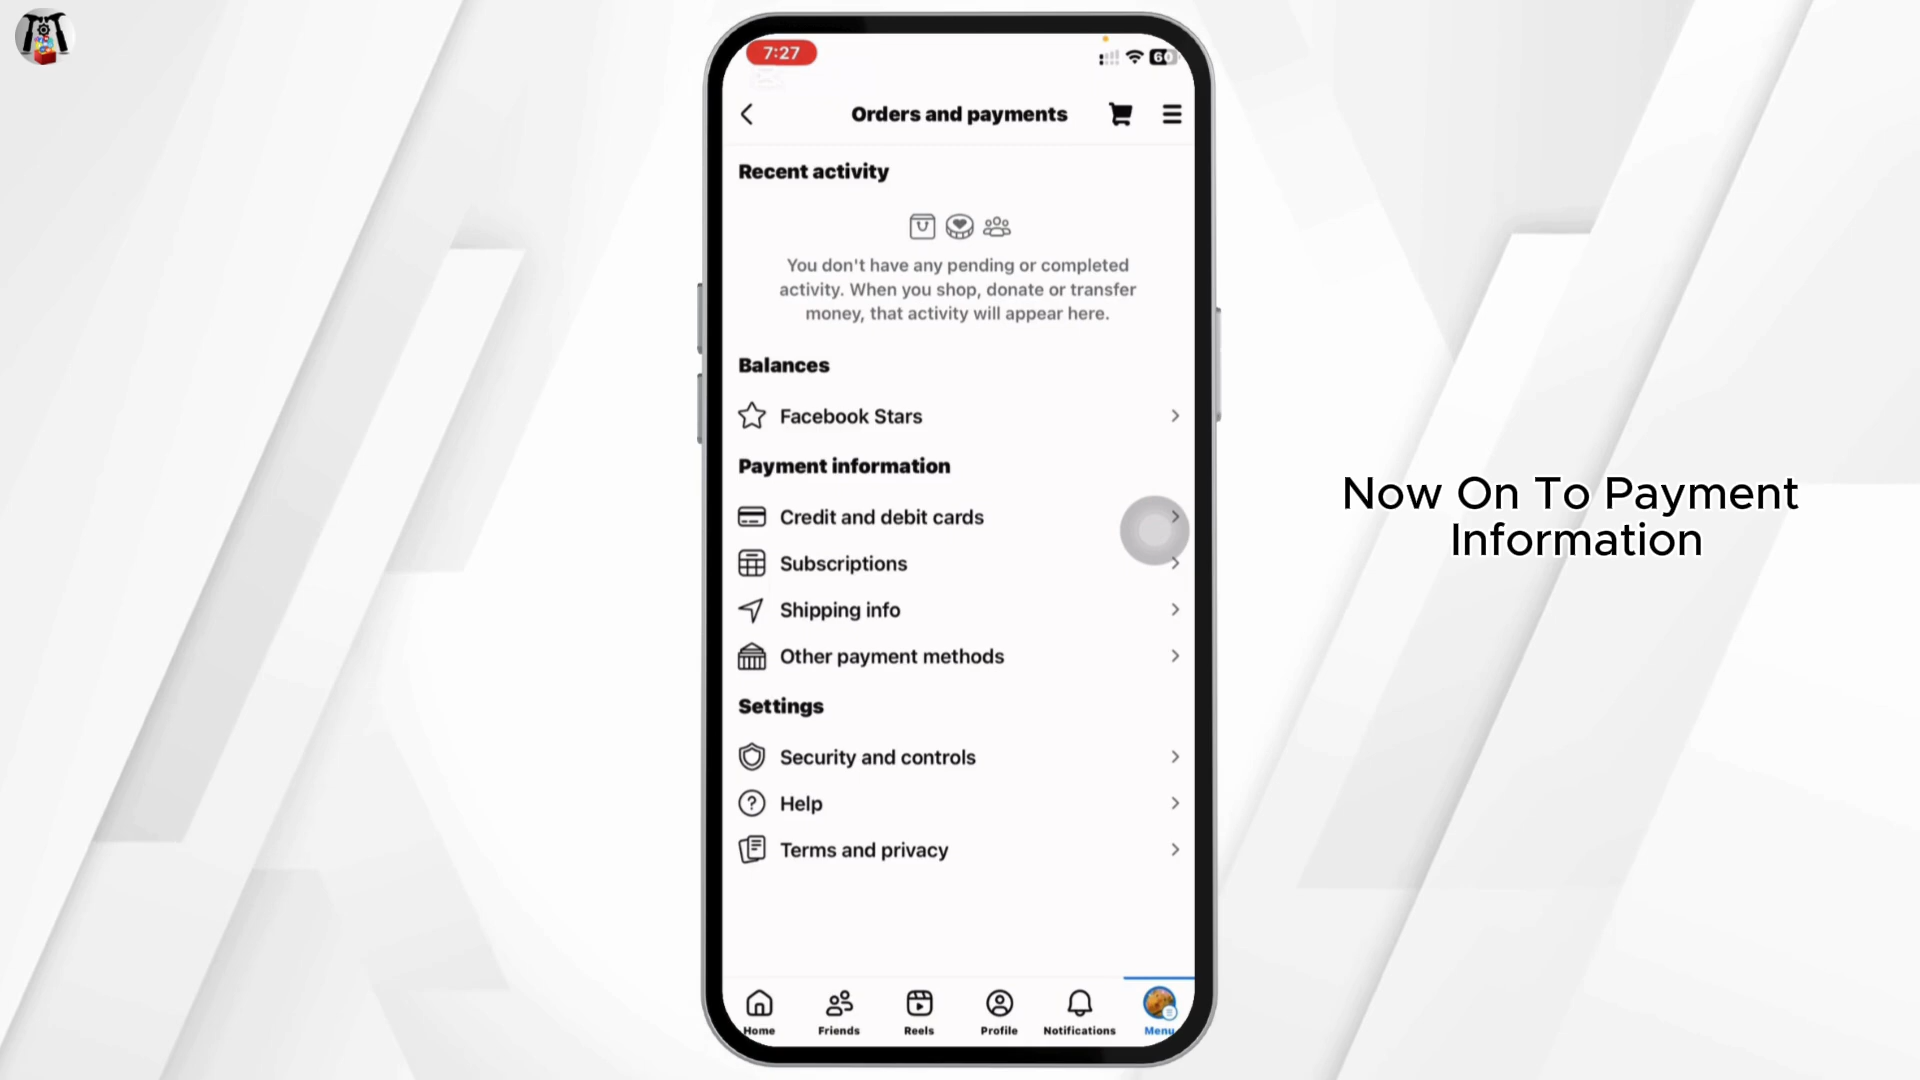 7:27
60
Orders and payments
Recent activity
You don't have any pending or completed
activity. When you shop, donate or transfer
money, that activity will appear here.
Balances
Facebook Stars
Payment information
Credit and debit cards
Subscriptions
Shipping info
Other payment methods
Settings
Security and controls
Help
Terms and privacy
Home
Friends
Reels
Profile
Notifications
Menu
Now On To Payment
Information